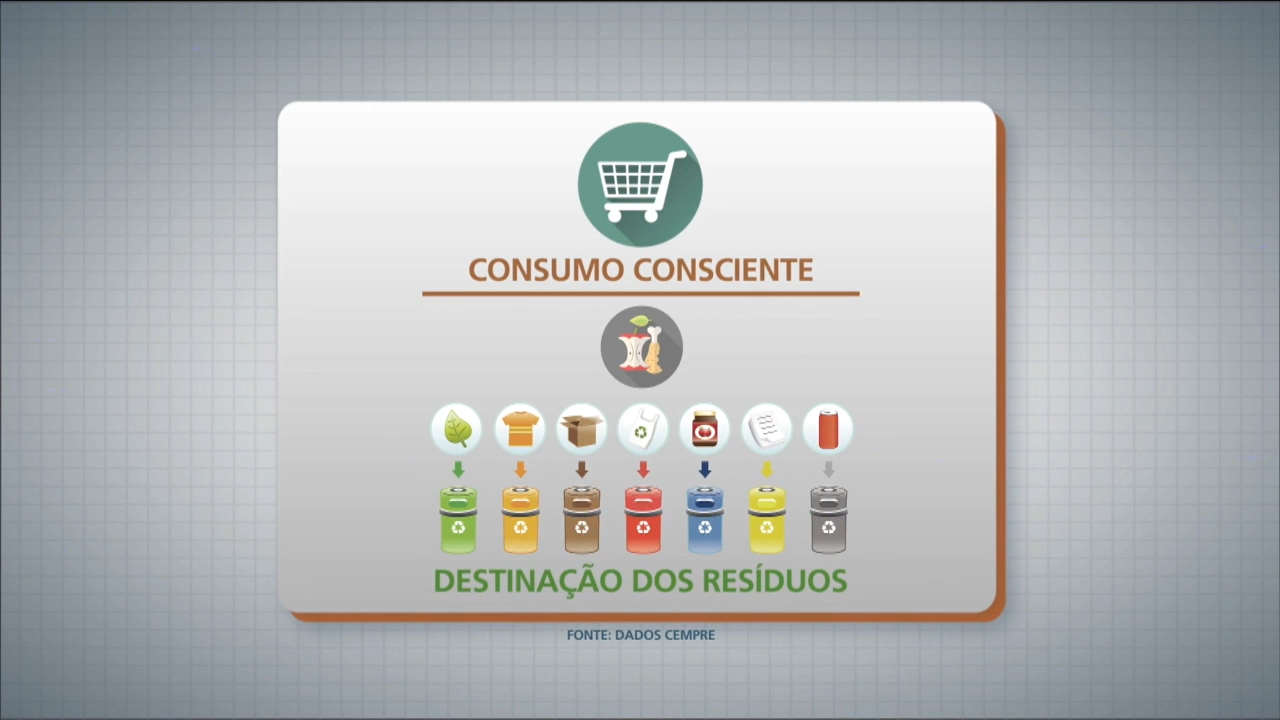 CONSUMO CONSCIENTE
DESTINAÇÃO DOS RESÍDUOS
FONTE: DADOS CEMPRE